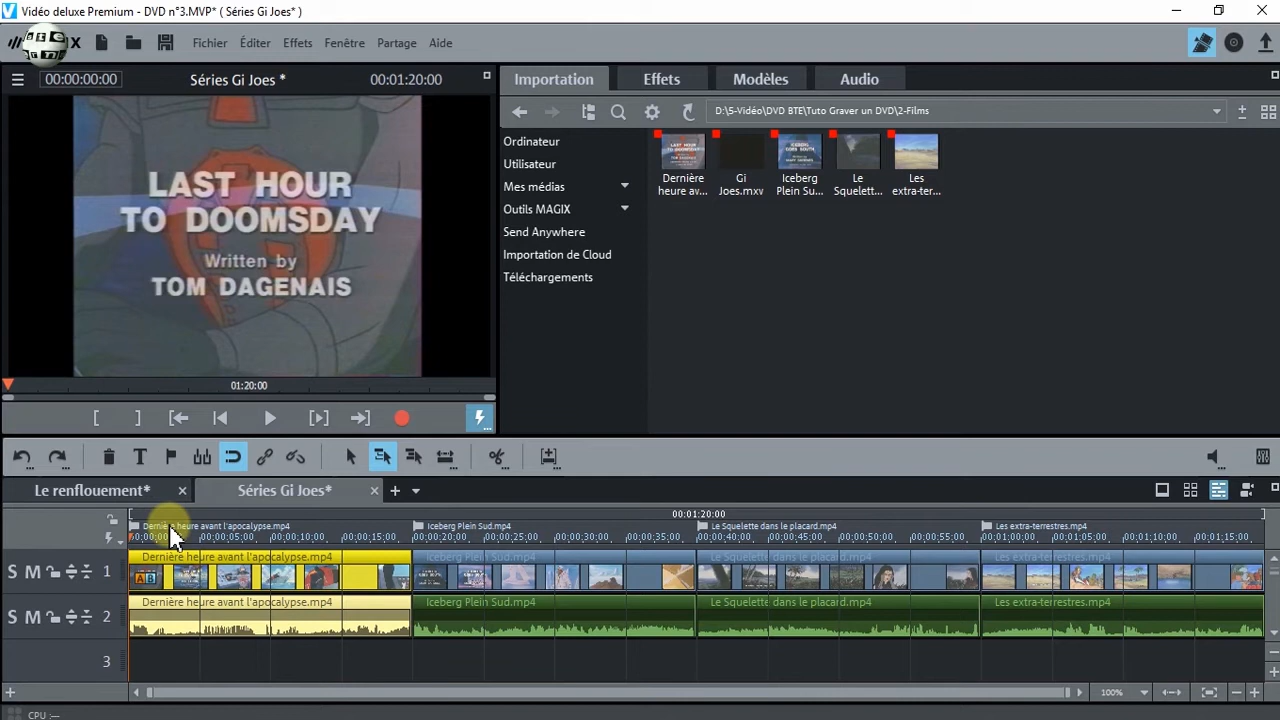 Vidéo deluxe Premium - DVD n°3.MVP* ( Séries Gi Joes* )
Fichier Éditer Effets Fenêtre Partage Aide
00:00:00:00 Séries Gi Joes * 00:01:20:00
LAST HOUR
TO DOOMSDAY
Written by
TOM DAGENAIS
01:20:00
Importation Effets Modèles Audio
D:\5-Vidéo\DVD BTE\Tuto Graver un DVD\2-Films
Ordinateur
Utilisateur
Mes médias
Outils MAGIX
Send Anywhere
Importation de Cloud
Téléchargements
Dernière
heure av...
Gi
Joes.mxv
Iceberg
Plein Su...
Le
Squelett...
Les
extra-ter...
Le renflouement* Séries Gi Joes*
00:01:20:00
Dernière heure avant l'apocalypse.mp4 Iceberg Plein Sud.mp4 Le Squelette dans le placard.mp4 Les extra-terrestres.mp4
00:00:00:00 00:00:05:00 00:00:10:00 00:00:15:00 00:00:20:00 00:00:25:00 00:00:30:00 00:00:35:00 00:00:40:00 00:00:45:00 00:00:50:00 00:00:55:00 00:01:00:00 00:01:05:00 00:01:10:00 00:01:15:00
Dernière heure avant l'apocalypse.mp4 Iceberg Plein Sud.mp4 Le Squelette dans le placard.mp4 Les extra-terrestres.mp4
S M 1
Dernière heure avant l'apocalypse.mp4 Iceberg Plein Sud.mp4 Le Squelette dans le placard.mp4 Les extra-terrestres.mp4
S M 2
3
100%
CPU :--